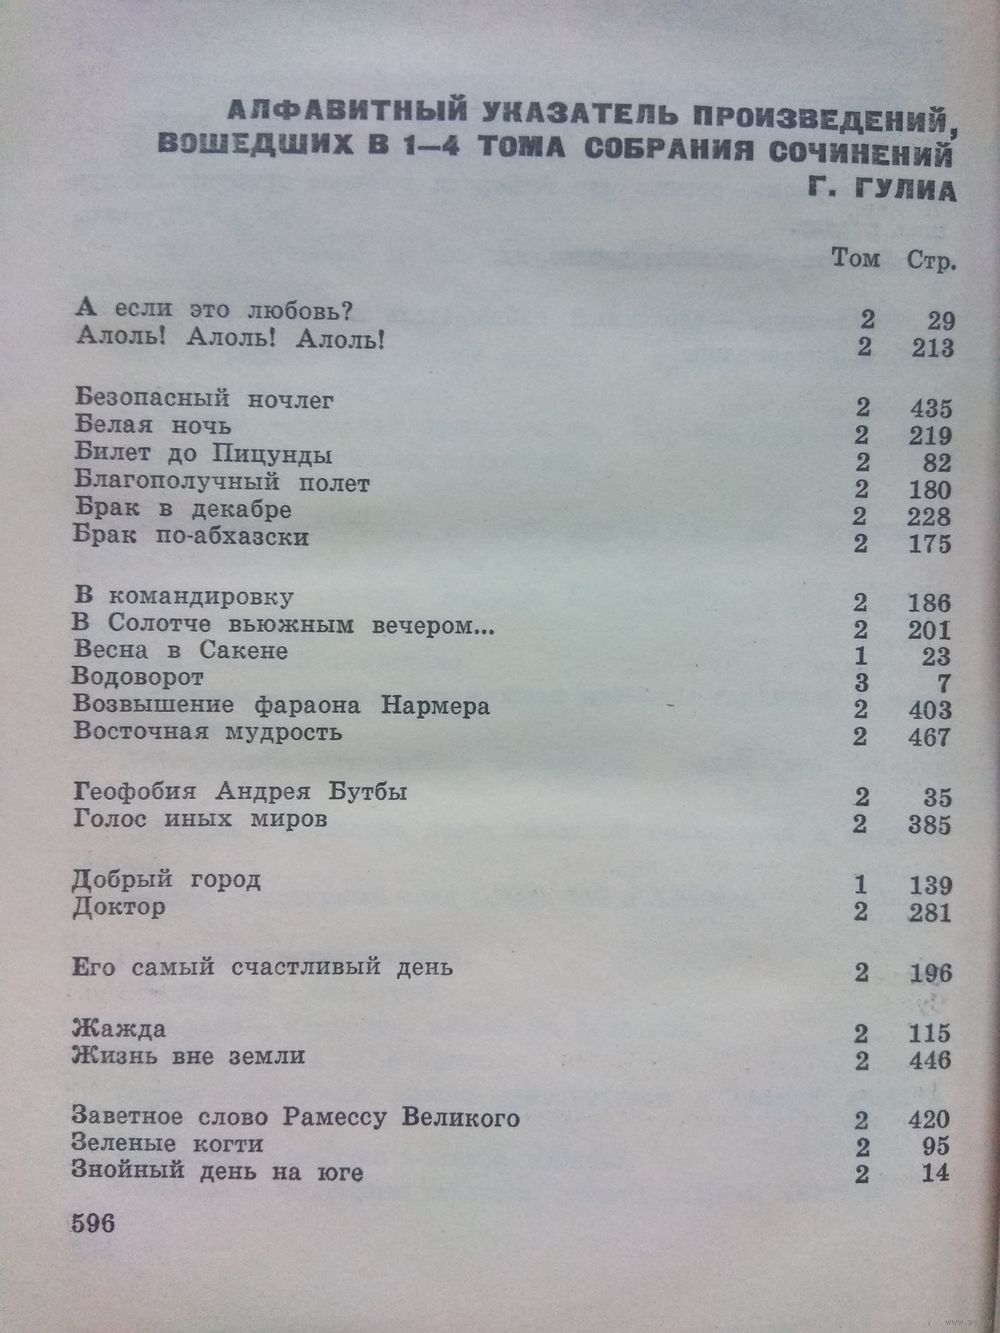 АЛФАВИТНЫЙ УКАЗАТЕЛЬ ПРОИЗВЕДЕНИЙ,
ВОШЕДШИХ В 1—4 ТОМА СОБРАНИЯ СОЧИНЕНИЙ
Г. ГУЛИА
Том Стр.
А если это любовь? 2 29
Алоль! Алоль! Алоль! 2 213
Безопасный ночлег 2 435
Белая ночь 2 219
Билет до Пицунды 2 82
Благополучный полет 2 180
Брак в декабре 2 228
Брак по-абхазски 2 175
В командировку 2 186
В Солотче вьюжным вечером... 2 201
Весна в Сакене 1 23
Водоворот 3 7
Возвышение фараона Нармера 2 403
Восточная мудрость 2 467
Геофобия Андрея Бутбы 2 35
Голос иных миров 2 385
Добрый город 1 139
Доктор 2 281
Его самый счастливый день 2 196
Жажда 2 115
Жизнь вне земли 2 446
Заветное слово Рамессу Великого 2 420
Зеленые когти 2 95
Знойный день на юге 2 14
596